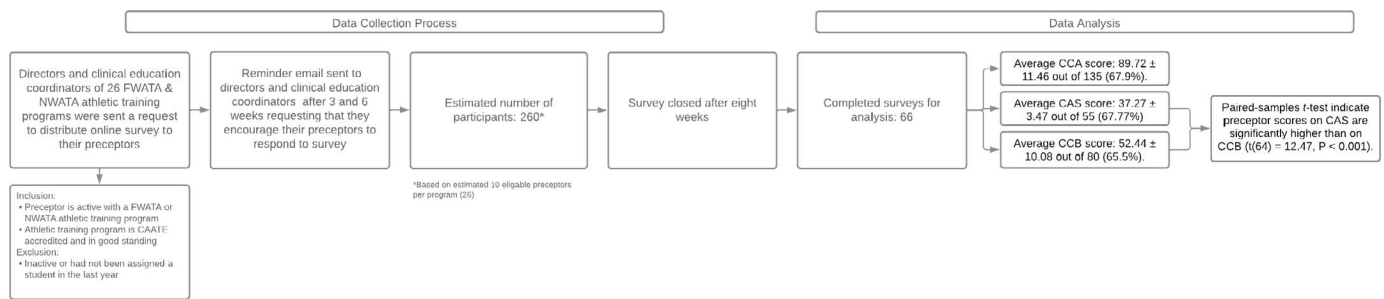 Data Collection Process
Data Analysis
Directors and clinical education
coordinators of 26 FWATA &
NWATA athletic training
programs were sent a request
to distribute online survey to
their preceptors
Reminder email sent to
directors and clinical education
coordinators after 3 and 6
weeks requesting that they
encourage their preceptors to
respond to survey
Estimated number of
participants: 260*
Survey closed after eight
weeks
Completed surveys for
analysis: 66
Average CCA score: 89.72 ±
11.46 out of 135 (67.9%).
Average CAS score: 37.27 ±
3.47 out of 55 (67.77%)
Average CCB score: 52.44 ±
10.08 out of 80 (65.5%).
Paired-samples t-test indicate
preceptor scores on CAS are
significantly higher than on
CCB (t(64) = 12.47, P < 0.001).
*Based on estimated 10 eligable preceptors
per program (26)
Inclusion:
• Preceptor is active with a FWATA or
NWATA athletic training program
• Athletic training program is CAATE
accredited and in good standing
Exclusion:
• Inactive or had not been assigned a
student in the last year